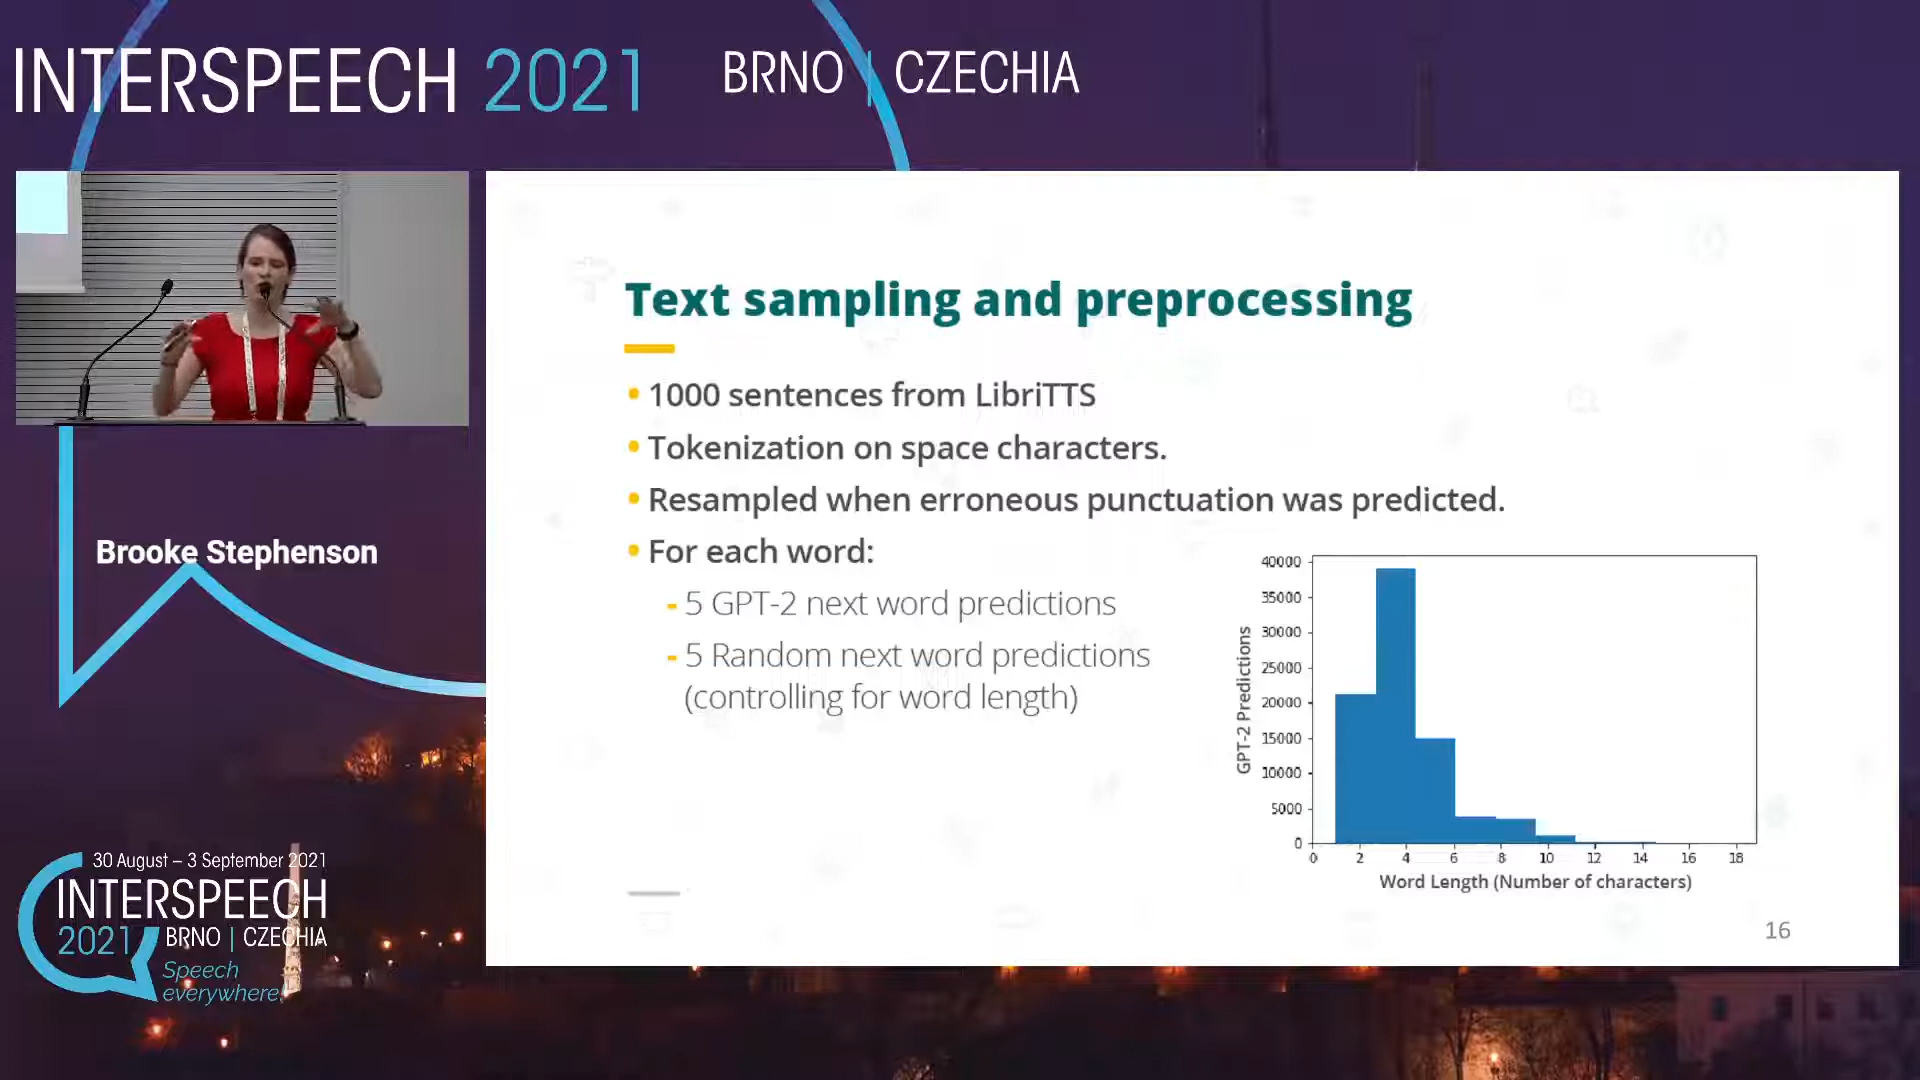 INTERSPEECH 2021 BRNO | CZECHIA
Text sampling and preprocessing
• 1000 sentences from LibriTTS
• Tokenization on space characters.
• Resampled when erroneous punctuation was predicted.
• For each word:
- 5 GPT-2 next word predictions
- 5 Random next word predictions
(controlling for word length)
GPT-2 Predictions
40000
35000
30000
25000
20000
15000
10000
5000
0
0 2 4 6 8 10 12 14 16 18
Word Length (Number of characters)
16
Brooke Stephenson
30 August – 3 September 2021
INTERSPEECH
2021 BRNO | CZECHIA
Speech
everywhere!